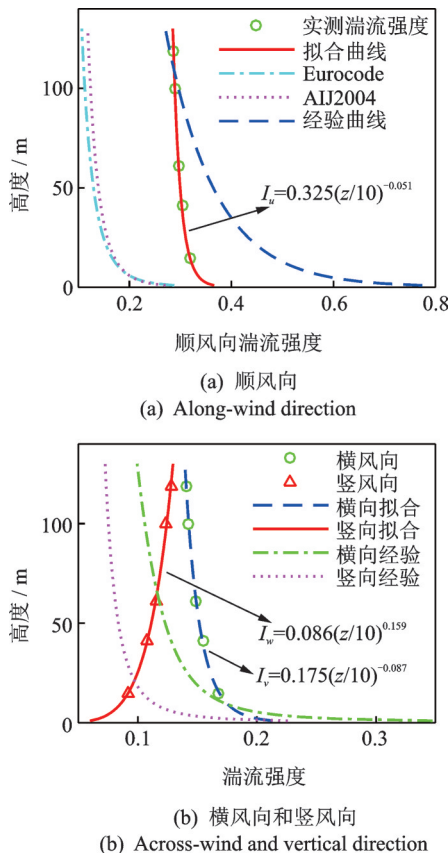 实测湍流强度
拟合曲线
Eurocode
AIJ2004
经验曲线
100
50
0
高度 / m
I_u=0.325(z/10)^{-0.051}
0.2 0.4 0.6 0.8
顺风向湍流强度
(a) 顺风向
(a) Along-wind direction
横风向
竖风向
横向拟合
竖向拟合
横向经验
竖向经验
100
50
0
高度 / m
I_w=0.086(z/10)^{0.159}
I_v=0.175(z/10)^{-0.087}
0.1 0.2 0.3
湍流强度
(b) 横风向和竖风向
(b) Across-wind and vertical direction